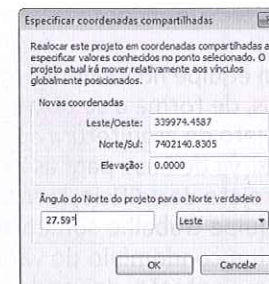 Especificar coordenadas compartilhadas
Realocar este projeto em coordenadas compartilhadas a
especificar valores conhecidos no ponto selecionado. O
projeto atual irá mover relativamente aos vínculos
globalmente posicionados.
Novas coordenadas
Leste/Oeste: 339974.4587
Norte/Sul: 7402140.8305
Elevação: 0.0000
Ângulo do Norte do projeto para o Norte verdadeiro
27.59° Leste
OK Cancelar